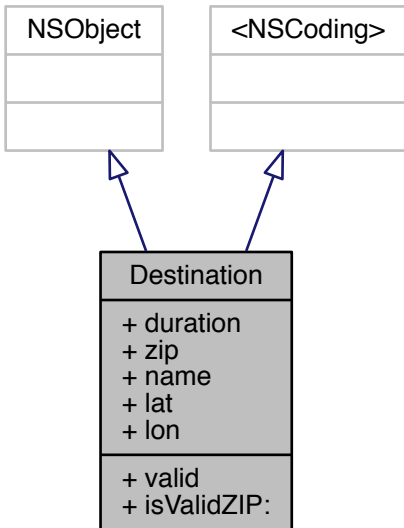 NSObject
<NSCoding>
Destination
+ duration
+ zip
+ name
+ lat
+ lon
+ valid
+ isValidZIP: